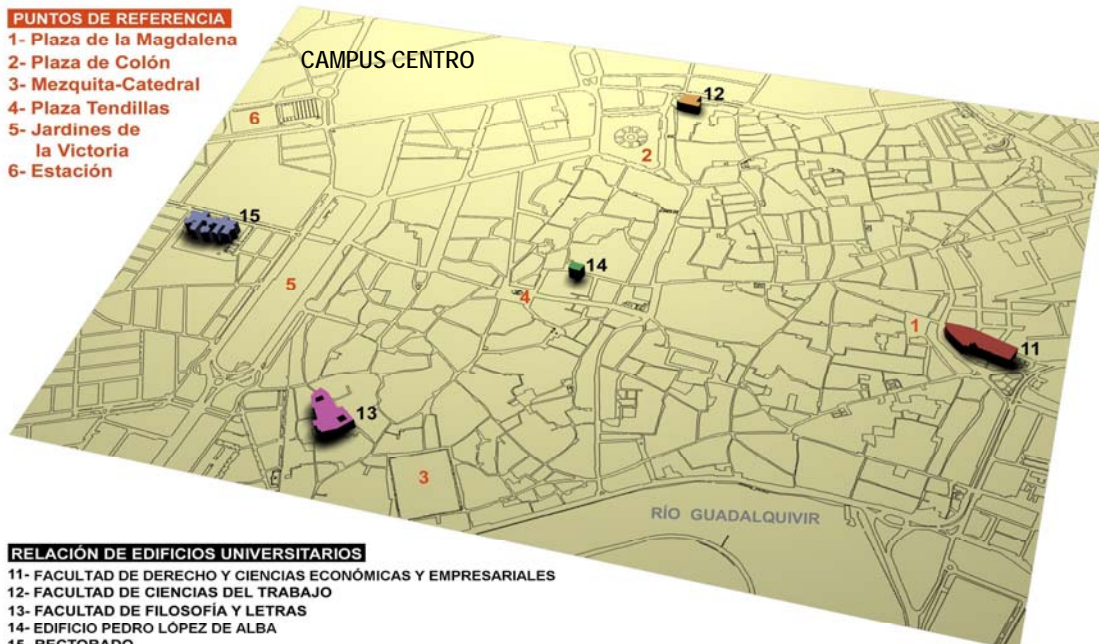 PUNTOS DE REFERENCIA
1- Plaza de la Magdalena
2- Plaza de Colón
3- Mezquita-Catedral
4- Plaza Tendillas
5- Jardines de
la Victoria
6- Estación
CAMPUS CENTRO
12
6
2
15
14
5
4
1
11
13
3
RÍO GUADALQUIVIR
RELACIÓN DE EDIFICIOS UNIVERSITARIOS
11- FACULTAD DE DERECHO Y CIENCIAS ECONÓMICAS Y EMPRESARIALES
12- FACULTAD DE CIENCIAS DEL TRABAJO
13- FACULTAD DE FILOSOFÍA Y LETRAS
14- EDIFICIO PEDRO LÓPEZ DE ALBA
15- RECTORADO